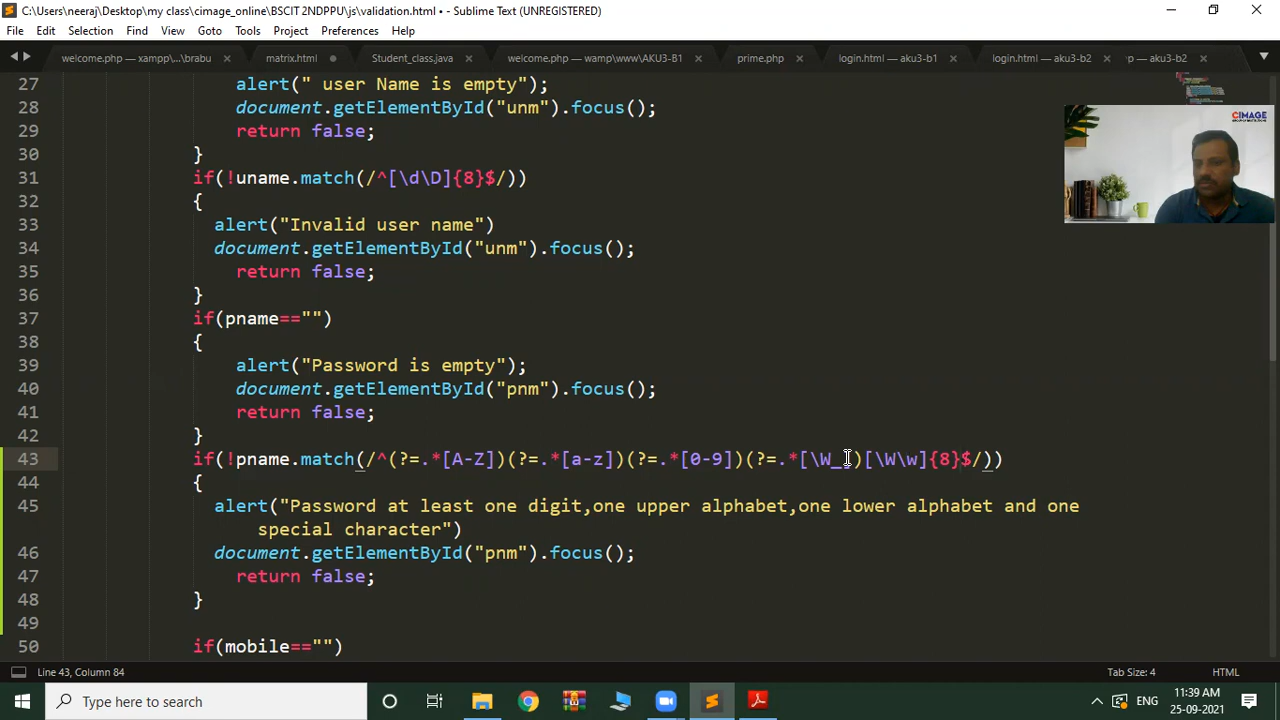 C:\Users\neeraj\Desktop\my class\cimage_online\BSCIT 2NDPPU\js\validation.html • - Sublime Text (UNREGISTERED)
File Edit Selection Find View Goto Tools Project Preferences Help
welcome.php — xampp\...\brabu matrix.html Student_class.java welcome.php — wamp\www\AKU3-B1 prime.php login.html — aku3-b1 login.html — aku3-b2 p — aku3-b2
27 alert(" user Name is empty");
28 document.getElementById("unm").focus();
29 return false;
30 }
31 if(!uname.match(/^[\d\D]{8}$/))
32 {
33 alert("Invalid user name")
34 document.getElementById("unm").focus();
35 return false;
36 }
37 if(pname=="")
38 {
39 alert("Password is empty");
40 document.getElementById("pnm").focus();
41 return false;
42 }
43 if(!pname.match(/^(?=.*[A-Z])(?=.*[a-z])(?=.*[0-9])(?=.*[\W_])[\W\w]{8}$/))
44 {
45 alert("Password at least one digit,one upper alphabet,one lower alphabet and one
special character")
46 document.getElementById("pnm").focus();
47 return false;
48 }
49
50 if(mobile=="")
CIMAGE
Line 43, Column 84 Tab Size: 4 HTML
Type here to search
ENG
11:39 AM
25-09-2021